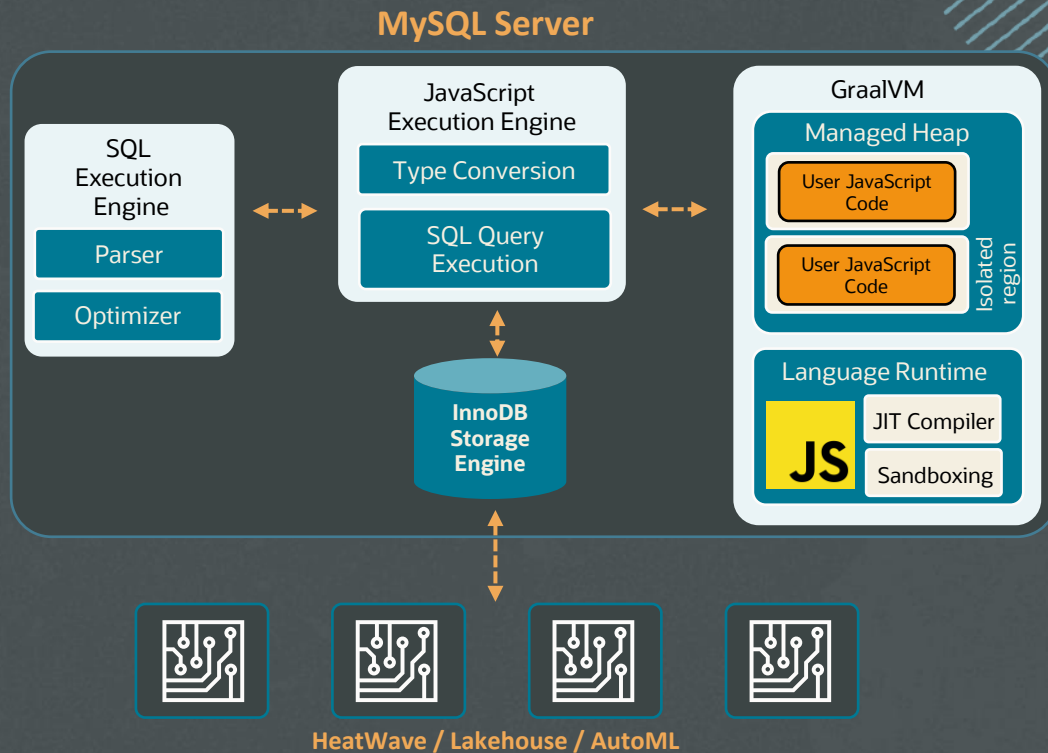 MySQL Server
SQL
Execution
Engine
Parser
Optimizer
JavaScript
Execution Engine
Type Conversion
SQL Query
Execution
InnoDB
Storage
Engine
GraalVM
Managed Heap
User JavaScript
Code
User JavaScript
Code
Isolated
region
Language Runtime
JS
JIT Compiler
Sandboxing
HeatWave / Lakehouse / AutoML